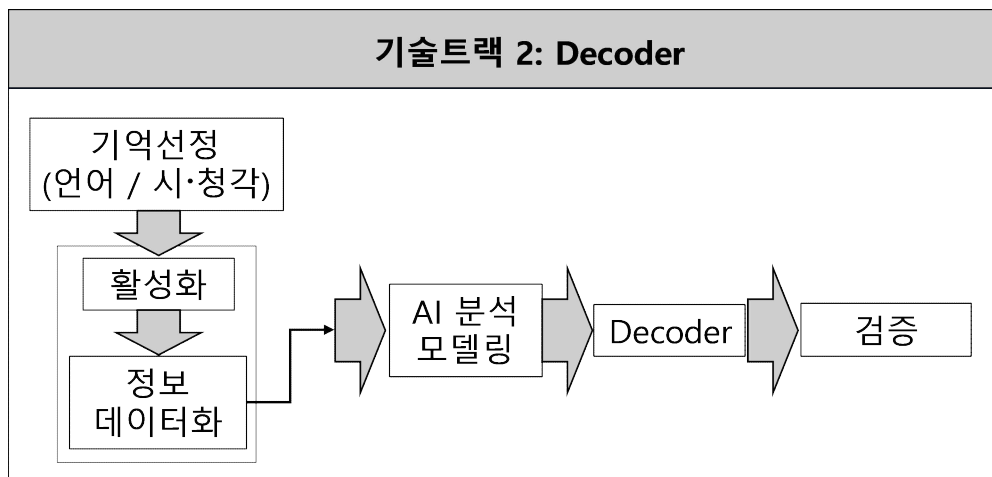 기술트랙 2: Decoder
기억선정
(언어 / 시·청각)
활성화
정보
데이터화
AI 분석
모델링
Decoder
검증